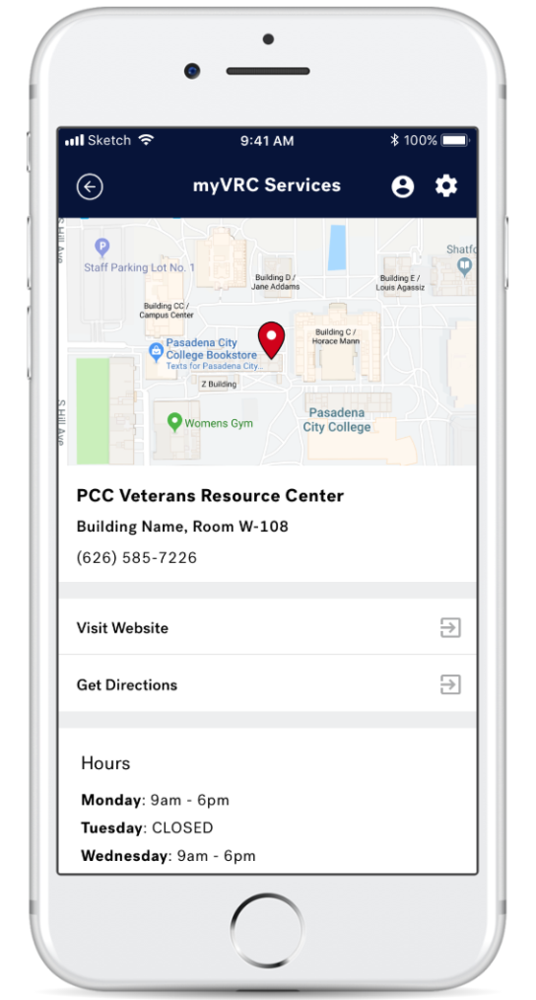 Sketch
9:41 AM
100%
myVRC Services
S Hill Ave
P
Staff Parking Lot No. 1
Shatfo
Building D /
Jane Addams
Building E /
Louis Agassiz
Building CC /
Campus Center
Building C /
Horace Mann
Pasadena City
College Bookstore
Texts for Pasadena City...
Z Building
S Hill Ave
Womens Gym
Pasadena
City College
PCC Veterans Resource Center
Building Name, Room W-108
(626) 585-7226
Visit Website
Get Directions
Hours
Monday: 9am - 6pm
Tuesday: CLOSED
Wednesday: 9am - 6pm